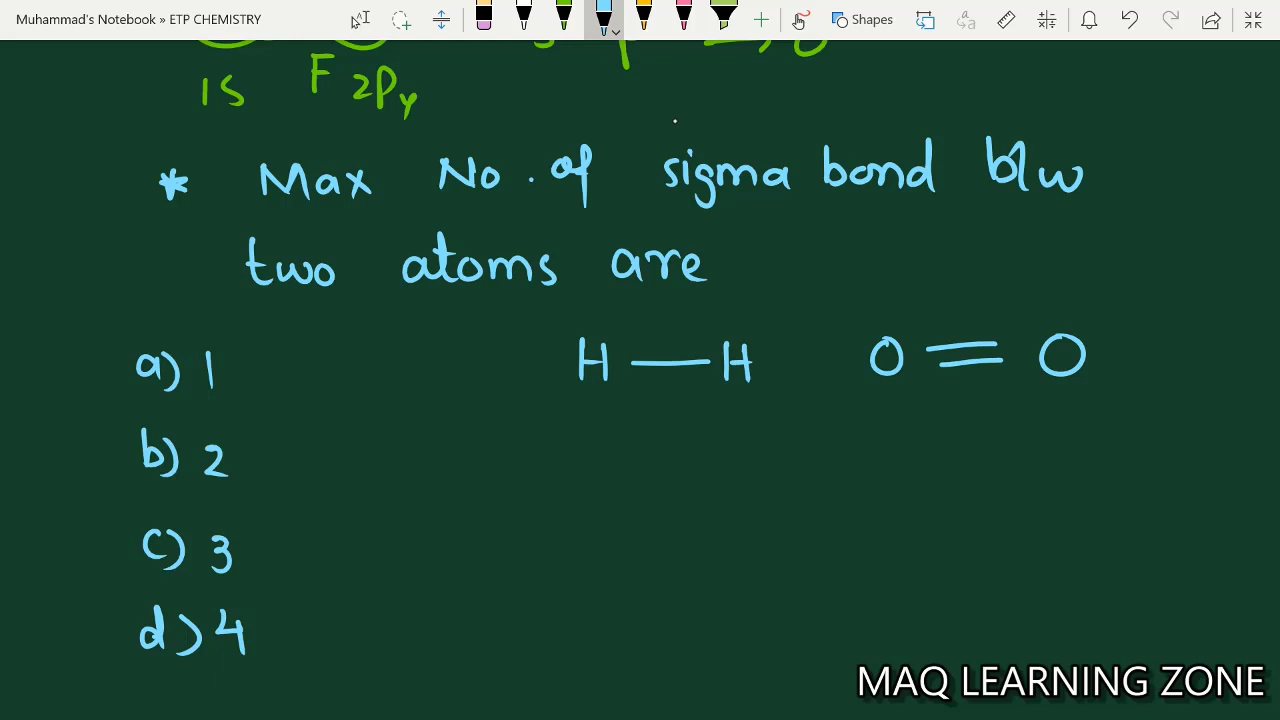 Muhammad's Notebook » ETP CHEMISTRY
Shapes
1S F 2Py
* Max No. of sigma bond b/w
two atoms are
a) 1
H — H O = O
b) 2
c) 3
d) 4
MAQ LEARNING ZONE